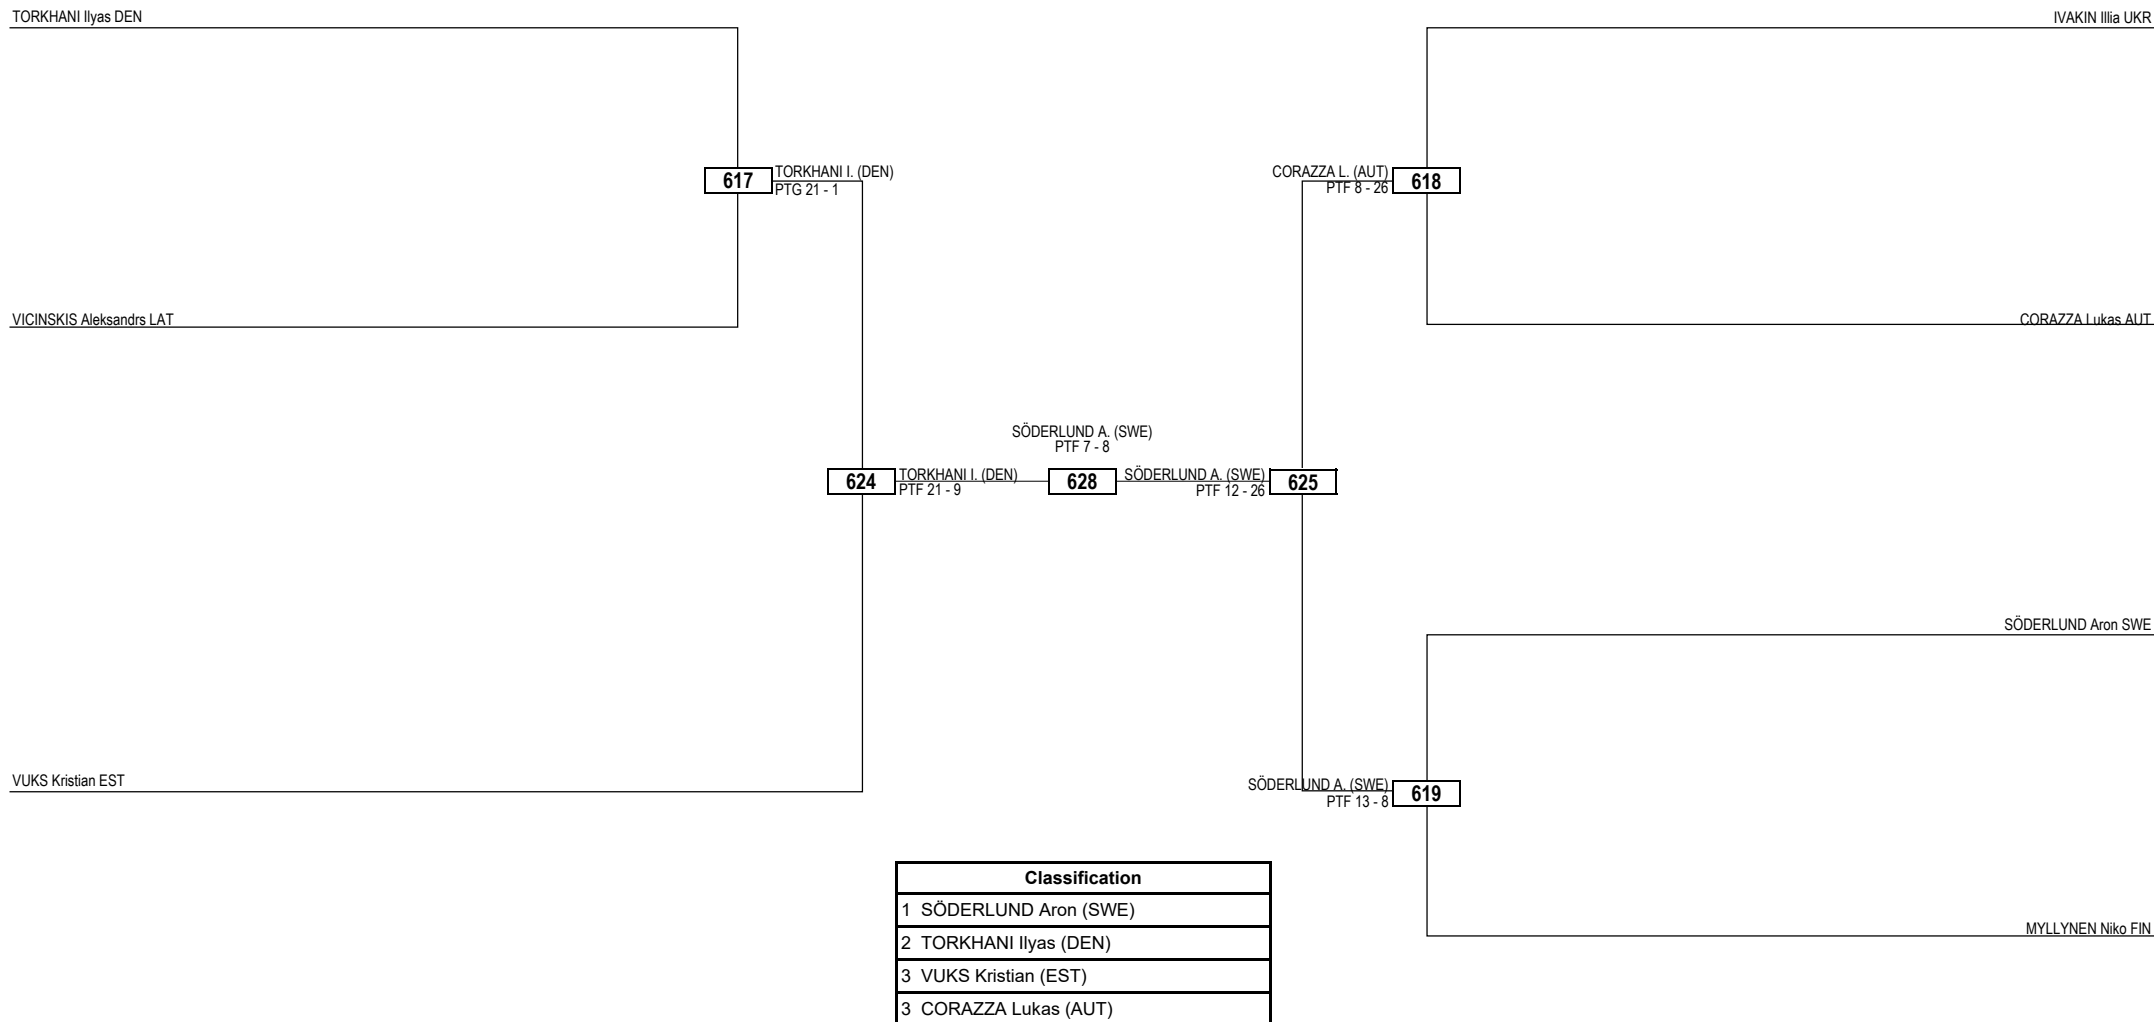 TORKHANI Ilyas DEN
IVAKIN Illia UKR
617
TORKHANI I. (DEN)
PTG 21 - 1
CORAZZA L. (AUT)
PTF 8 - 26
618
VICINSKIS Aleksandrs LAT
CORAZZA Lukas AUT
SÖDERLUND A. (SWE)
PTF 7 - 8
624
TORKHANI I. (DEN)
PTF 21 - 9
628
SÖDERLUND A. (SWE)
PTF 12 - 26
625
SÖDERLUND Aron SWE
VUKS Kristian EST
SÖDERLUND A. (SWE)
PTF 13 - 8
619
MYLLYNEN Niko FIN
Classification
1 SÖDERLUND Aron (SWE)
2 TORKHANI Ilyas (DEN)
3 VUKS Kristian (EST)
3 CORAZZA Lukas (AUT)